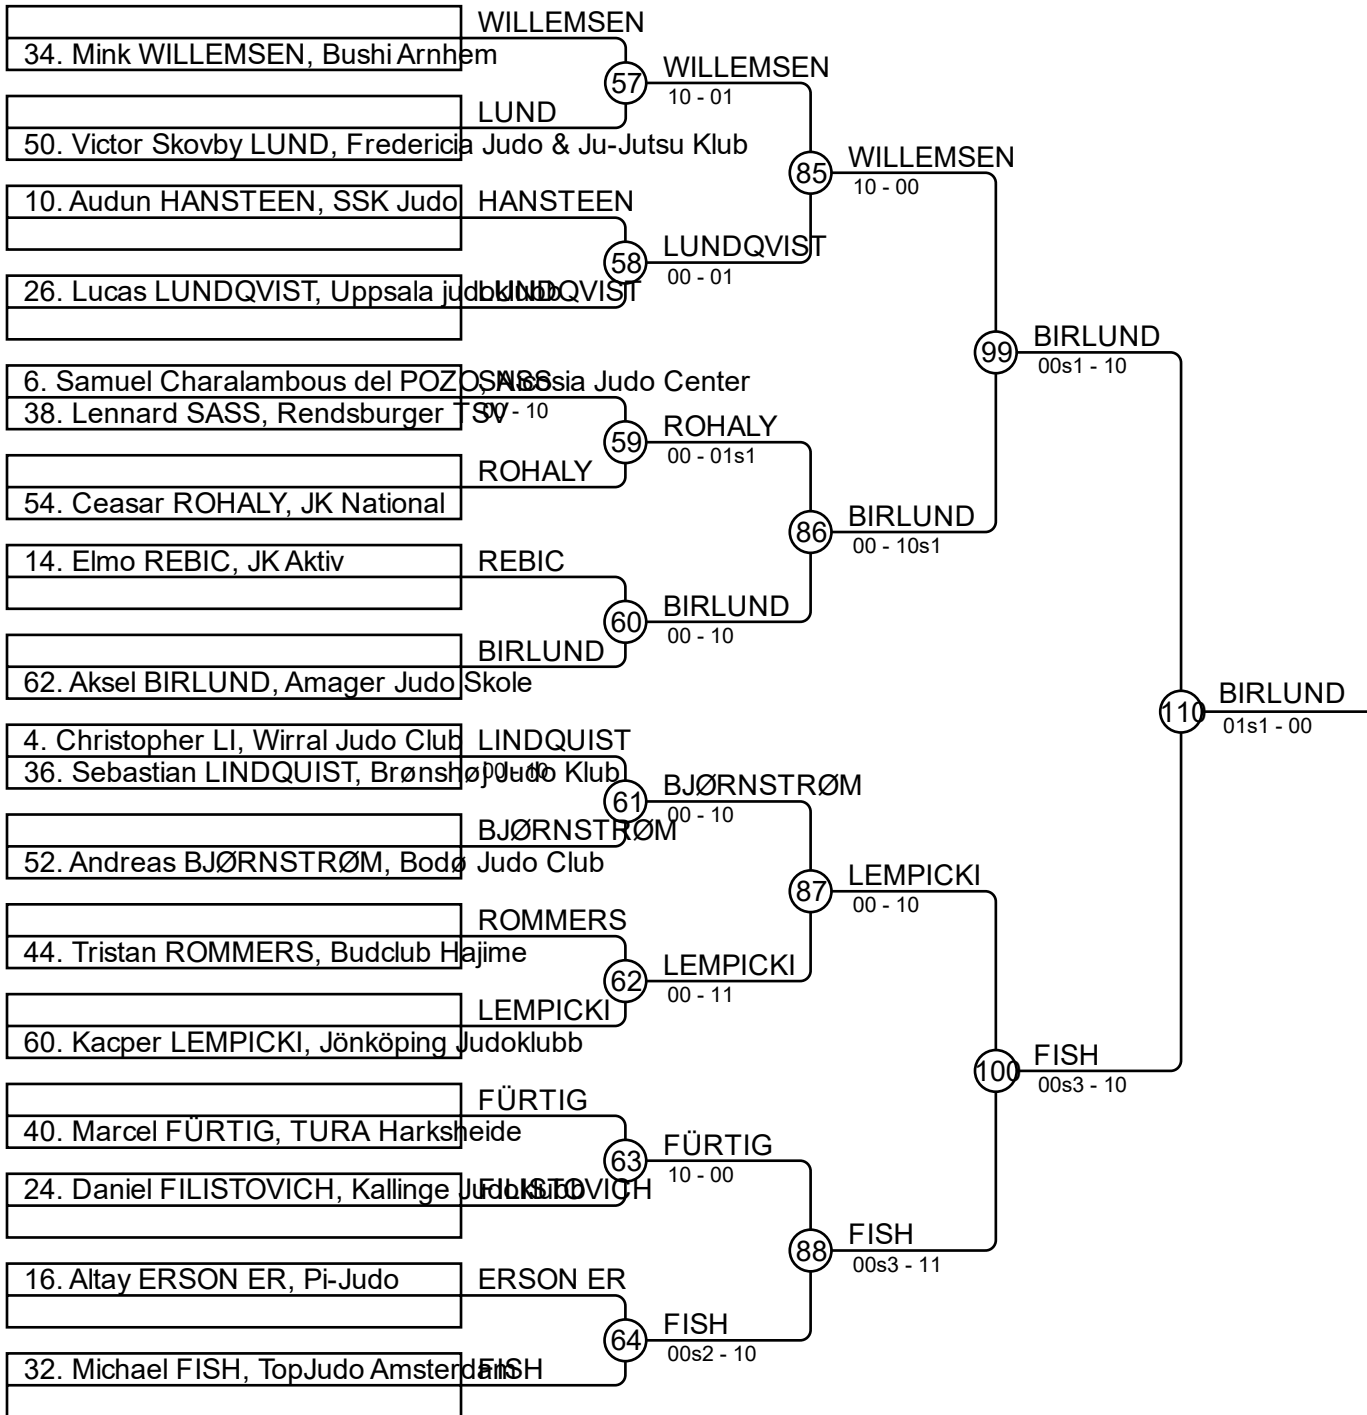 WILLEMSEN
34. Mink WILLEMSEN, Bushi Arnhem
57
WILLEMSEN
10 - 01
LUND
50. Victor Skovby LUND, Fredericia Judo & Ju-Jutsu Klub
85
WILLEMSEN
10 - 00
10. Audun HANSTEEN, SSK Judo
HANSTEEN
58
LUNDQVIST
00 - 01
26. Lucas LUNDQVIST, Uppsala judoklubb
LUNDQVIST
99
BIRLUND
00s1 - 10
6. Samuel Charalambous del POZO, Nicosia Judo Center
SASS
38. Lennard SASS, Rendsburger TSV
00 - 10
59
ROHALY
00 - 01s1
ROHALY
54. Ceasar ROHALY, JK National
86
BIRLUND
00 - 10s1
14. Elmo REBIC, JK Aktiv
REBIC
60
BIRLUND
00 - 10
BIRLUND
62. Aksel BIRLUND, Amager Judo Skole
110
BIRLUND
01s1 - 00
4. Christopher LI, Wirral Judo Club
LINDQUIST
36. Sebastian LINDQUIST, Brønshøj Judo Klub
00 - 10
61
BJØRNSTRØM
00 - 10
BJØRNSTRØM
52. Andreas BJØRNSTRØM, Bodø Judo Club
87
LEMPICKI
00 - 10
ROMMERS
44. Tristan ROMMERS, Budclub Hajime
62
LEMPICKI
00 - 11
LEMPICKI
60. Kacper LEMPICKI, Jönköping Judoklubb
100
FISH
00s3 - 10
FÜRTIG
40. Marcel FÜRTIG, TURA Harksheide
63
FÜRTIG
10 - 00
24. Daniel FILISTOVICH, Kallinge Judoklubb
FILISTOVICH
88
FISH
00s3 - 11
16. Altay ERSON ER, Pi-Judo
ERSON ER
64
FISH
00s2 - 10
32. Michael FISH, TopJudo Amsterdam
FISH